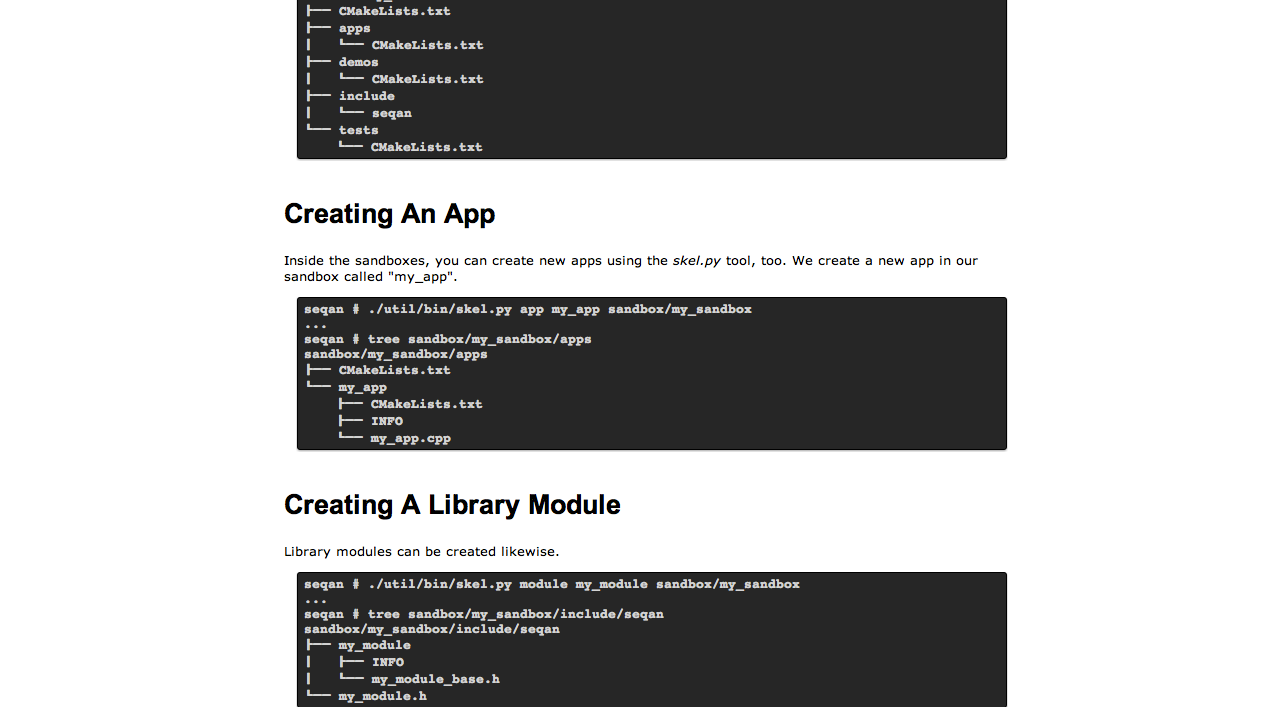 ├── CMakeLists.txt
├── apps
│   └── CMakeLists.txt
├── demos
│   └── CMakeLists.txt
├── include
│   └── seqan
└── tests
    └── CMakeLists.txt
Creating An App
Inside the sandboxes, you can create new apps using the skel.py tool, too. We create a new app in our
sandbox called "my_app".
seqan # ./util/bin/skel.py app my_app sandbox/my_sandbox
...
seqan # tree sandbox/my_sandbox/apps
sandbox/my_sandbox/apps
├── CMakeLists.txt
└── my_app
    ├── CMakeLists.txt
    ├── INFO
    └── my_app.cpp
Creating A Library Module
Library modules can be created likewise.
seqan # ./util/bin/skel.py module my_module sandbox/my_sandbox
...
seqan # tree sandbox/my_sandbox/include/seqan
sandbox/my_sandbox/include/seqan
├── my_module
│   ├── INFO
│   └── my_module_base.h
└── my_module.h